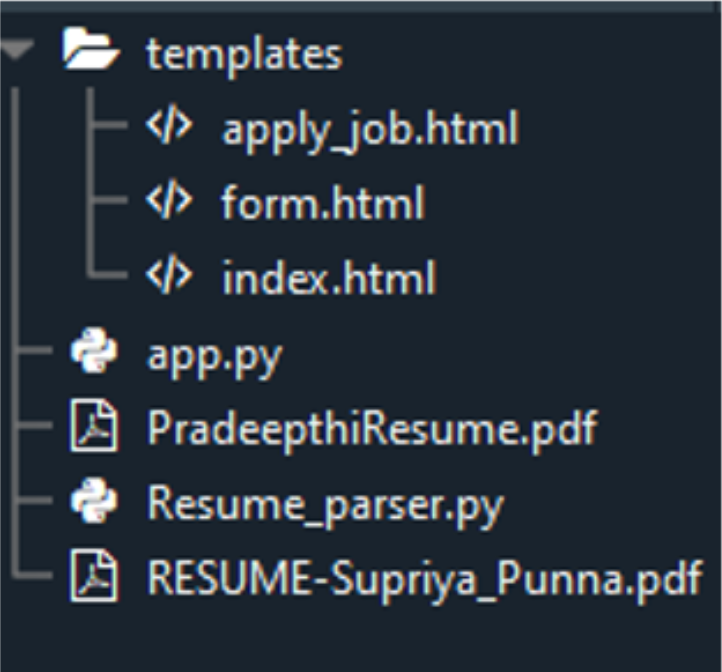 templates
apply_job.html
form.html
index.html
app.py
PradeepthiResume.pdf
Resume_parser.py
RESUME-Supriya_Punna.pdf